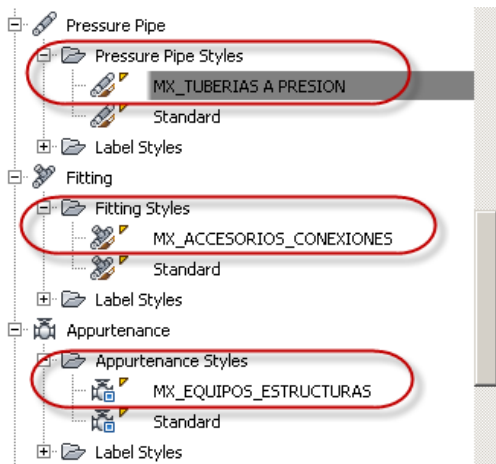 Pressure Pipe
Pressure Pipe Styles
MX_TUBERIAS A PRESION
Standard
Label Styles
Fitting
Fitting Styles
MX_ACCESORIOS_CONEXIONES
Standard
Label Styles
Appurtenance
Appurtenance Styles
MX_EQUIPOS_ESTRUCTURAS
Standard
Label Styles